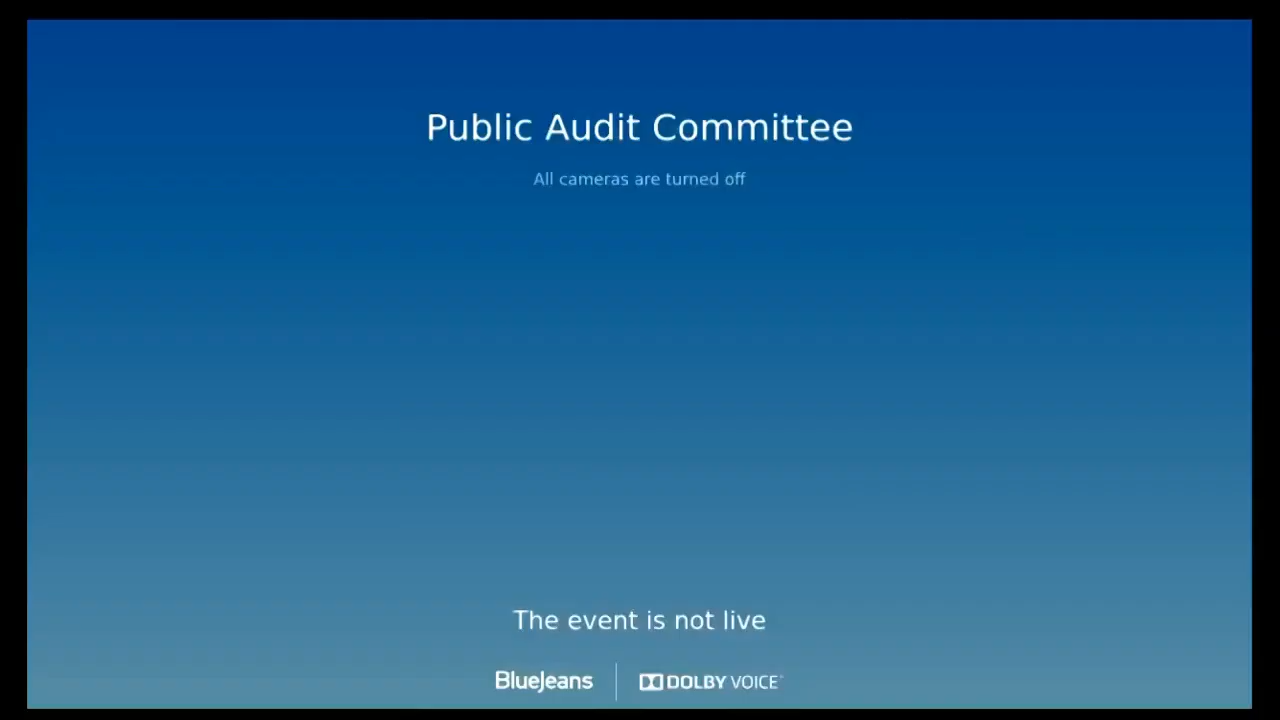 Public Audit Committee
All cameras are turned off
The event is not live
BlueJeans | DOLBY VOICE